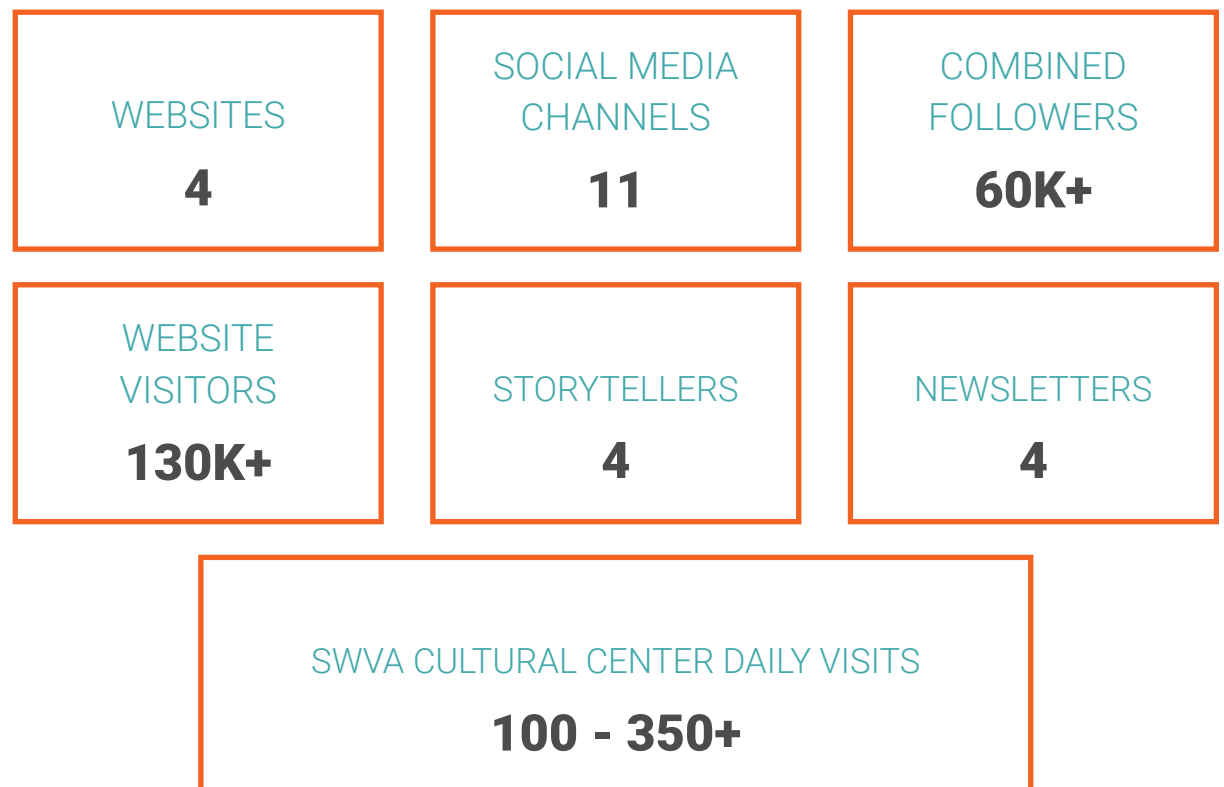 WEBSITES
4
SOCIAL MEDIA
CHANNELS
11
COMBINED
FOLLOWERS
60K+
WEBSITE
VISITORS
130K+
STORYTELLERS
4
NEWSLETTERS
4
SWVA CULTURAL CENTER DAILY VISITS
100 - 350+